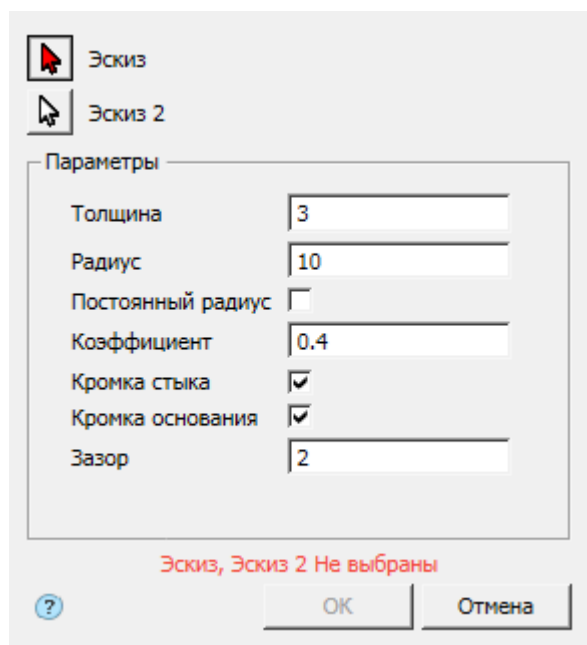 Эскиз
Эскиз 2
Параметры
Толщина 3
Радиус 10
Постоянный радиус
Коэффициент 0.4
Кромка стыка
Кромка основания
Зазор 2
Эскиз, Эскиз 2 Не выбраны
? OK Отмена